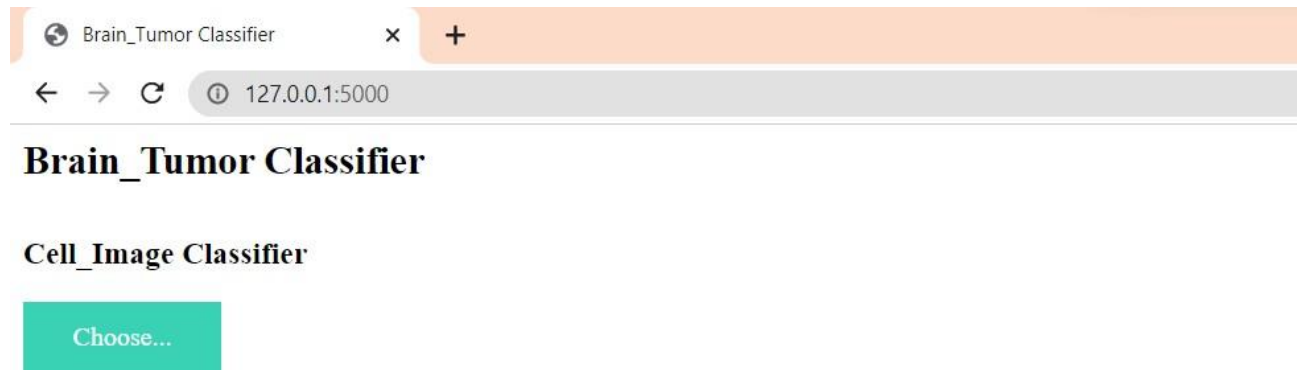 Brain_Tumor Classifier
127.0.0.1:5000
Brain_Tumor Classifier
Cell_Image Classifier
Choose...